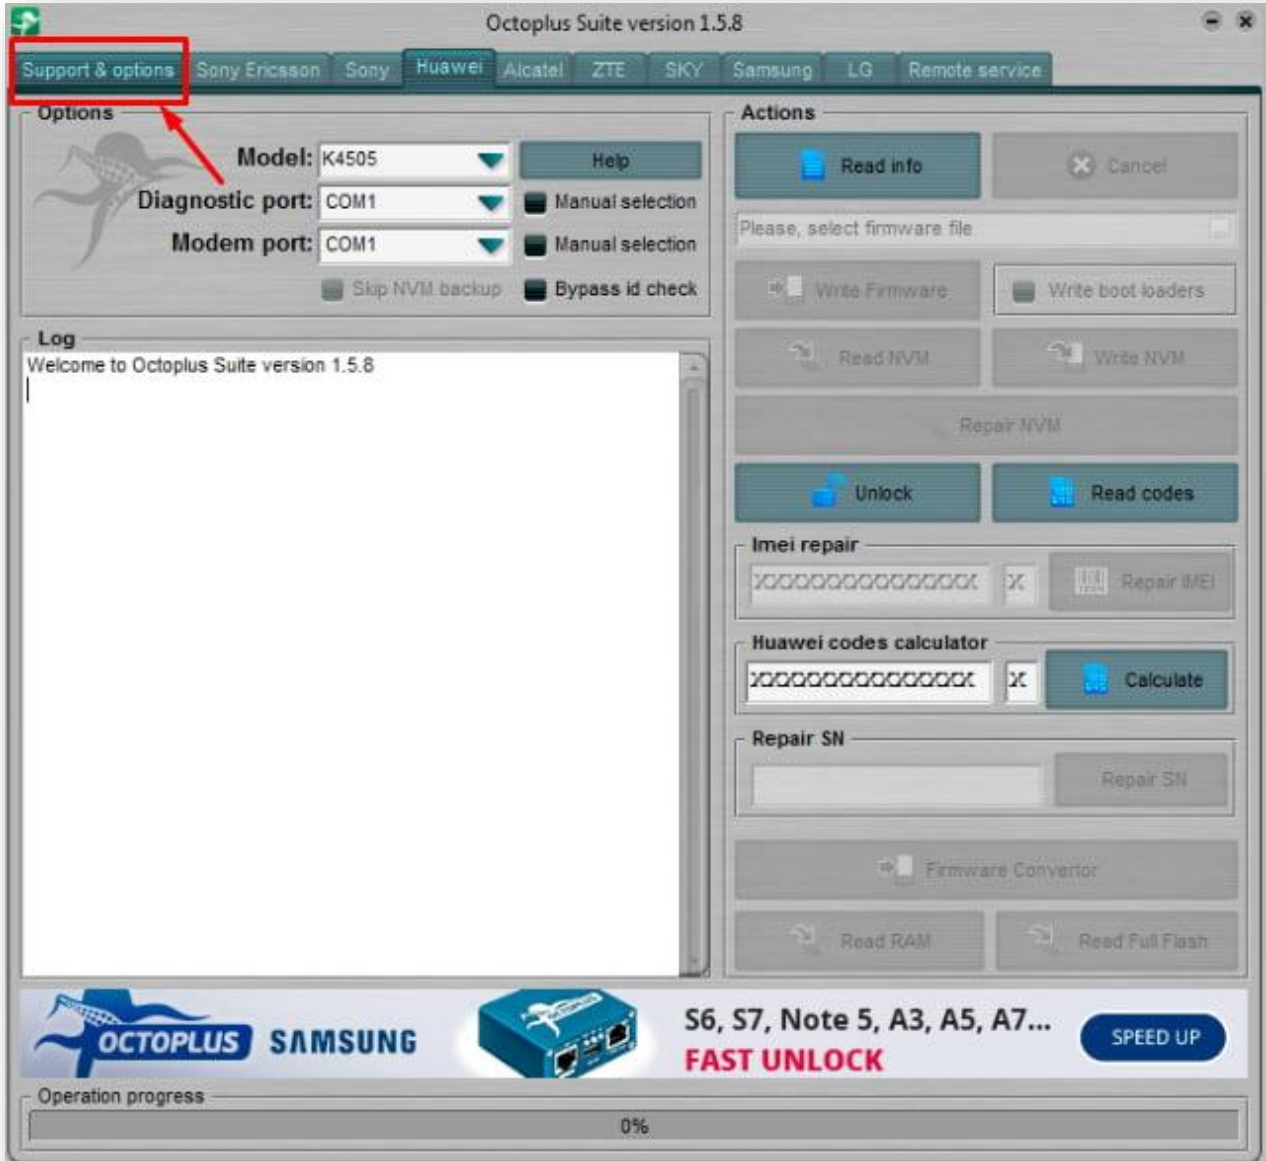 Octoplus Suite version 1.5.8
Support & options Sony Ericsson Sony Huawei Alcatel ZTE SKY Samsung LG Remote service
Options
Model: K4505 Help
Diagnostic port: COM1 Manual selection
Modem port: COM1 Manual selection
Skip NVM backup Bypass id check
Log
Welcome to Octoplus Suite version 1.5.8
Actions
Read info Cancel
Please, select firmware file
Write Firmware Write boot loaders
Read NVM Write NVM
Repair NVM
Unlock Read codes
Imei repair
XXXXXXXXXXXXXX X Repair IMEI
Huawei codes calculator
XXXXXXXXXXXXXX X Calculate
Repair SN
Repair SN
Firmware Convertor
Read RAM Read Full Flash
OCTOPLUS SAMSUNG
OCTOPLUS
S6, S7, Note 5, A3, A5, A7...
FAST UNLOCK
SPEED UP
Operation progress
0%